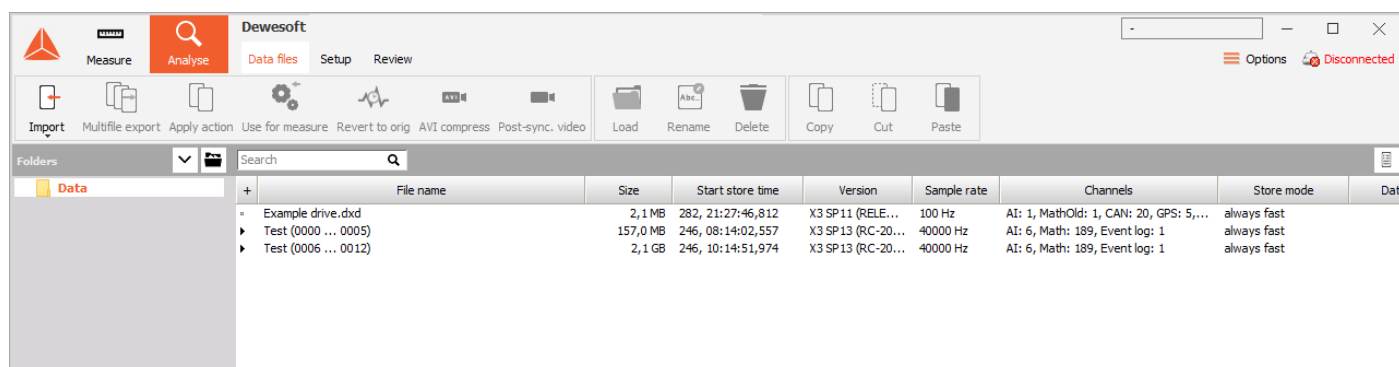 Dewesoft
-
Measure Analyse Data files Setup Review Options Disconnected
AVI Abc...
Import Multifile export Apply action Use for measure Revert to orig AVI compress Post-sync. video Load Rename Delete Copy Cut Paste
Folders Search
Data + File name Size Start store time Version Sample rate Channels Store mode Dat
Example drive.dxd 2,1 MB 282, 21:27:46,812 X3 SP11 (RELE... 100 Hz AI: 1, MathOld: 1, CAN: 20, GPS: 5,... always fast
Test (0000 ... 0005) 157,0 MB 246, 08:14:02,557 X3 SP13 (RC-20... 40000 Hz AI: 6, Math: 189, Event log: 1 always fast
Test (0006 ... 0012) 2,1 GB 246, 10:14:51,974 X3 SP13 (RC-20... 40000 Hz AI: 6, Math: 189, Event log: 1 always fast